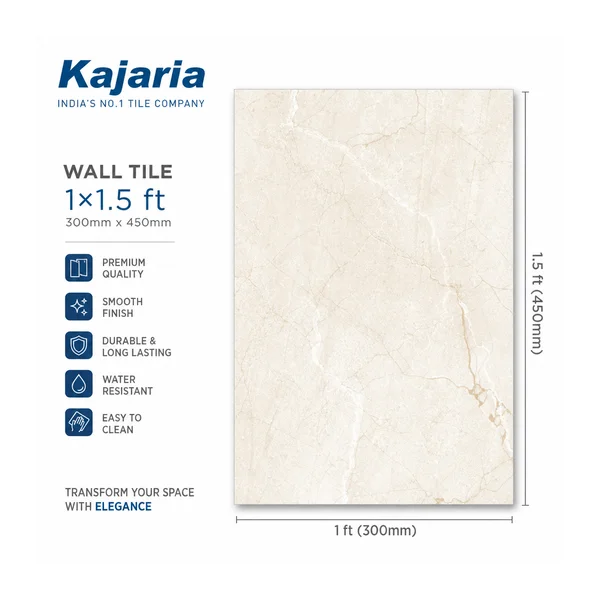 Kajaria
INDIA'S NO.1 TILE COMPANY
WALL TILE
1×1.5 ft
300mm x 450mm
PREMIUM
QUALITY
SMOOTH
FINISH
DURABLE &
LONG LASTING
WATER
RESISTANT
EASY TO
CLEAN
TRANSFORM YOUR SPACE
WITH ELEGANCE
1.5 ft (450mm)
1 ft (300mm)